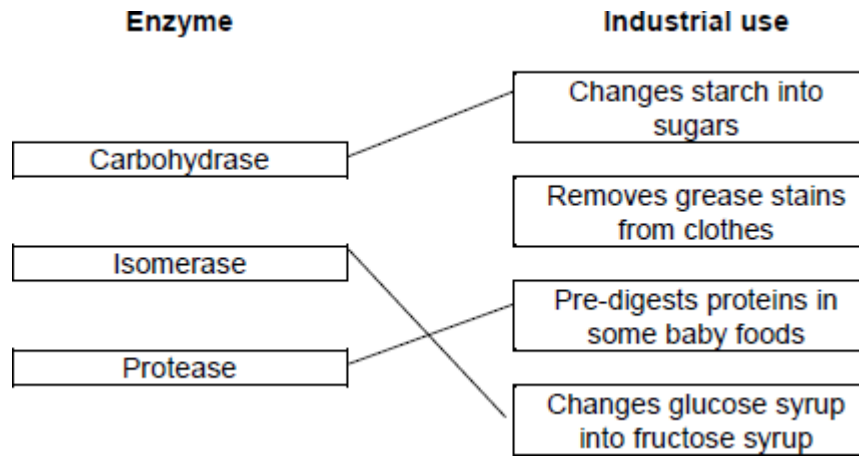 Enzyme
Industrial use
Changes starch into
sugars
Carbohydrase
Removes grease stains
from clothes
Isomerase
Pre-digests proteins in
some baby foods
Protease
Changes glucose syrup
into fructose syrup